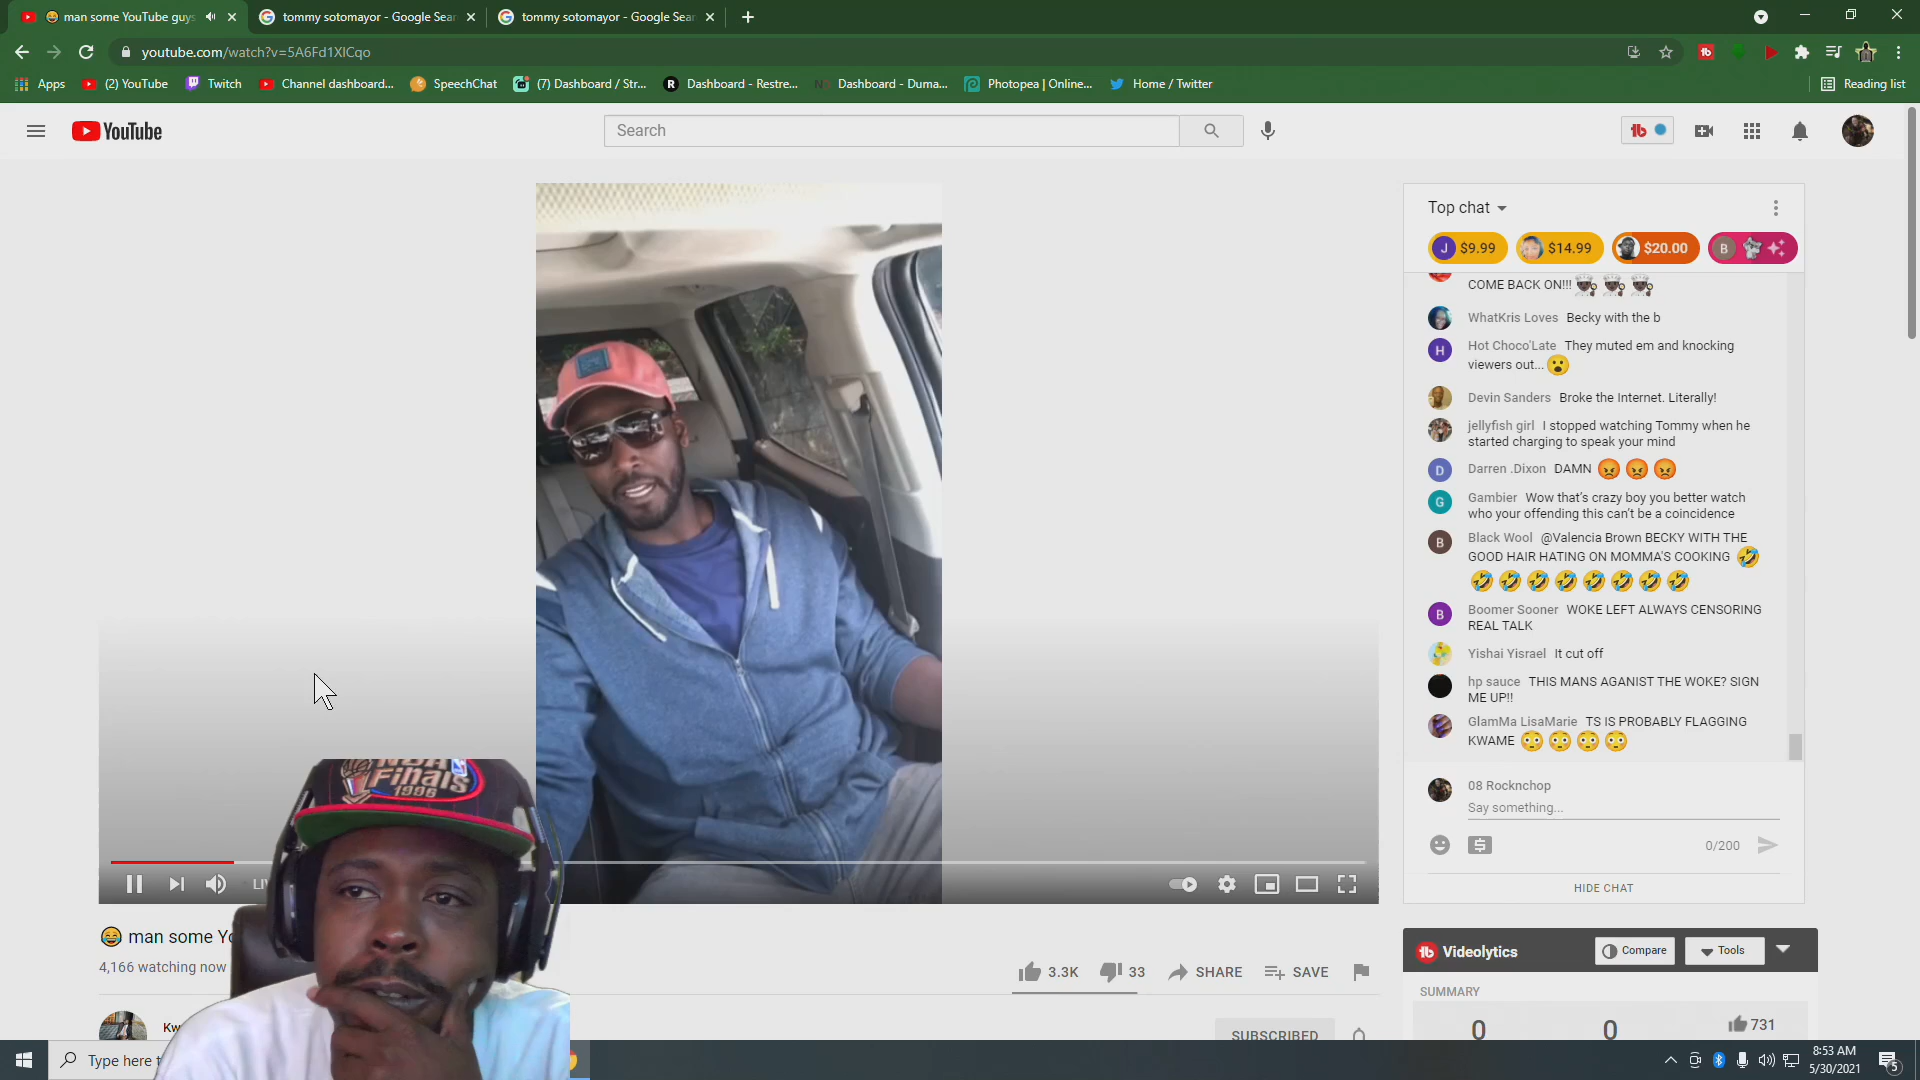 man some YouTube guys
tommy sotomayor - Google Sear
tommy sotomayor - Google Sear
youtube.com/watch?v=5A6Fd1XlCqo
Apps
(2) YouTube
Twitch
Channel dashboard...
SpeechChat
(7) Dashboard / Str...
Dashboard - Restre...
Dashboard - Duma...
Photopea | Online...
Home / Twitter
Reading list
YouTube
Search
Top chat
J $9.99
$14.99
$20.00
B
COME BACK ON!!!
WhatKris Loves Becky with the b
H Hot Choco'Late They muted em and knocking
viewers out...
Devin Sanders Broke the Internet. Literally!
jellyfish girl I stopped watching Tommy when he
started charging to speak your mind
D Darren .Dixon DAMN 😡 😡 😡
G Gambier Wow that's crazy boy you better watch
who your offending this can't be a coincidence
B Black Wool @Valencia Brown BECKY WITH THE
GOOD HAIR HATING ON MOMMA'S COOKING 🤣
🤣 🤣 🤣 🤣 🤣 🤣 🤣 🤣
B Boomer Sooner WOKE LEFT ALWAYS CENSORING
REAL TALK
Yishai Yisrael It cut off
hp sauce THIS MANS AGANIST THE WOKE? SIGN
ME UP!!
GlamMa LisaMarie TS IS PROBABLY FLAGGING
KWAME 😳 😳 😳 😳
08 Rocknchop
Say something...
0/200
HIDE CHAT
NBA
Finals
1996
😂 man some Yo
4,166 watching now
3.3K
33
SHARE
SAVE
Kw
SUBSCRIBED
Videolytics
Compare
Tools
SUMMARY
0
0
731
Type here t
8:53 AM
5/30/2021
5